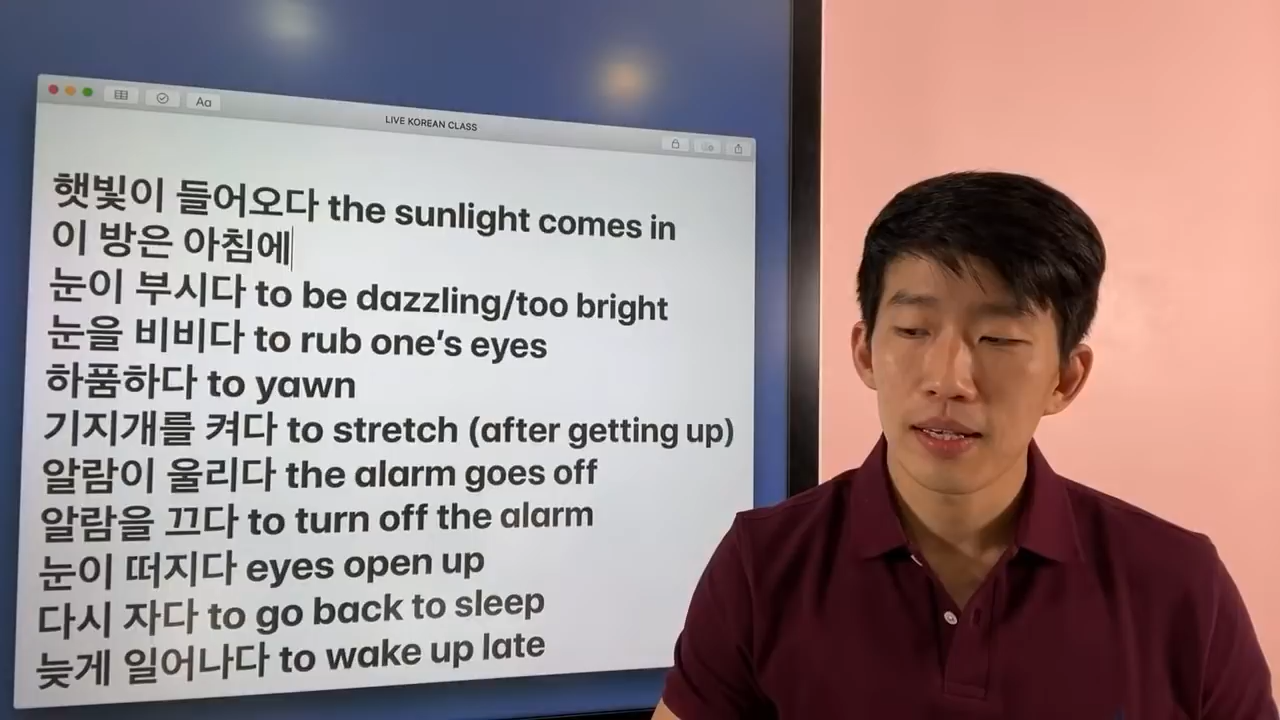 Aa
LIVE KOREAN CLASS
햇빛이 들어오다 the sunlight comes in
이 방은 아침에
눈이 부시다 to be dazzling/too bright
눈을 비비다 to rub one’s eyes
하품하다 to yawn
기지개를 켜다 to stretch (after getting up)
알람이 울리다 the alarm goes off
알람을 끄다 to turn off the alarm
눈이 떠지다 eyes open up
다시 자다 to go back to sleep
늦게 일어나다 to wake up late